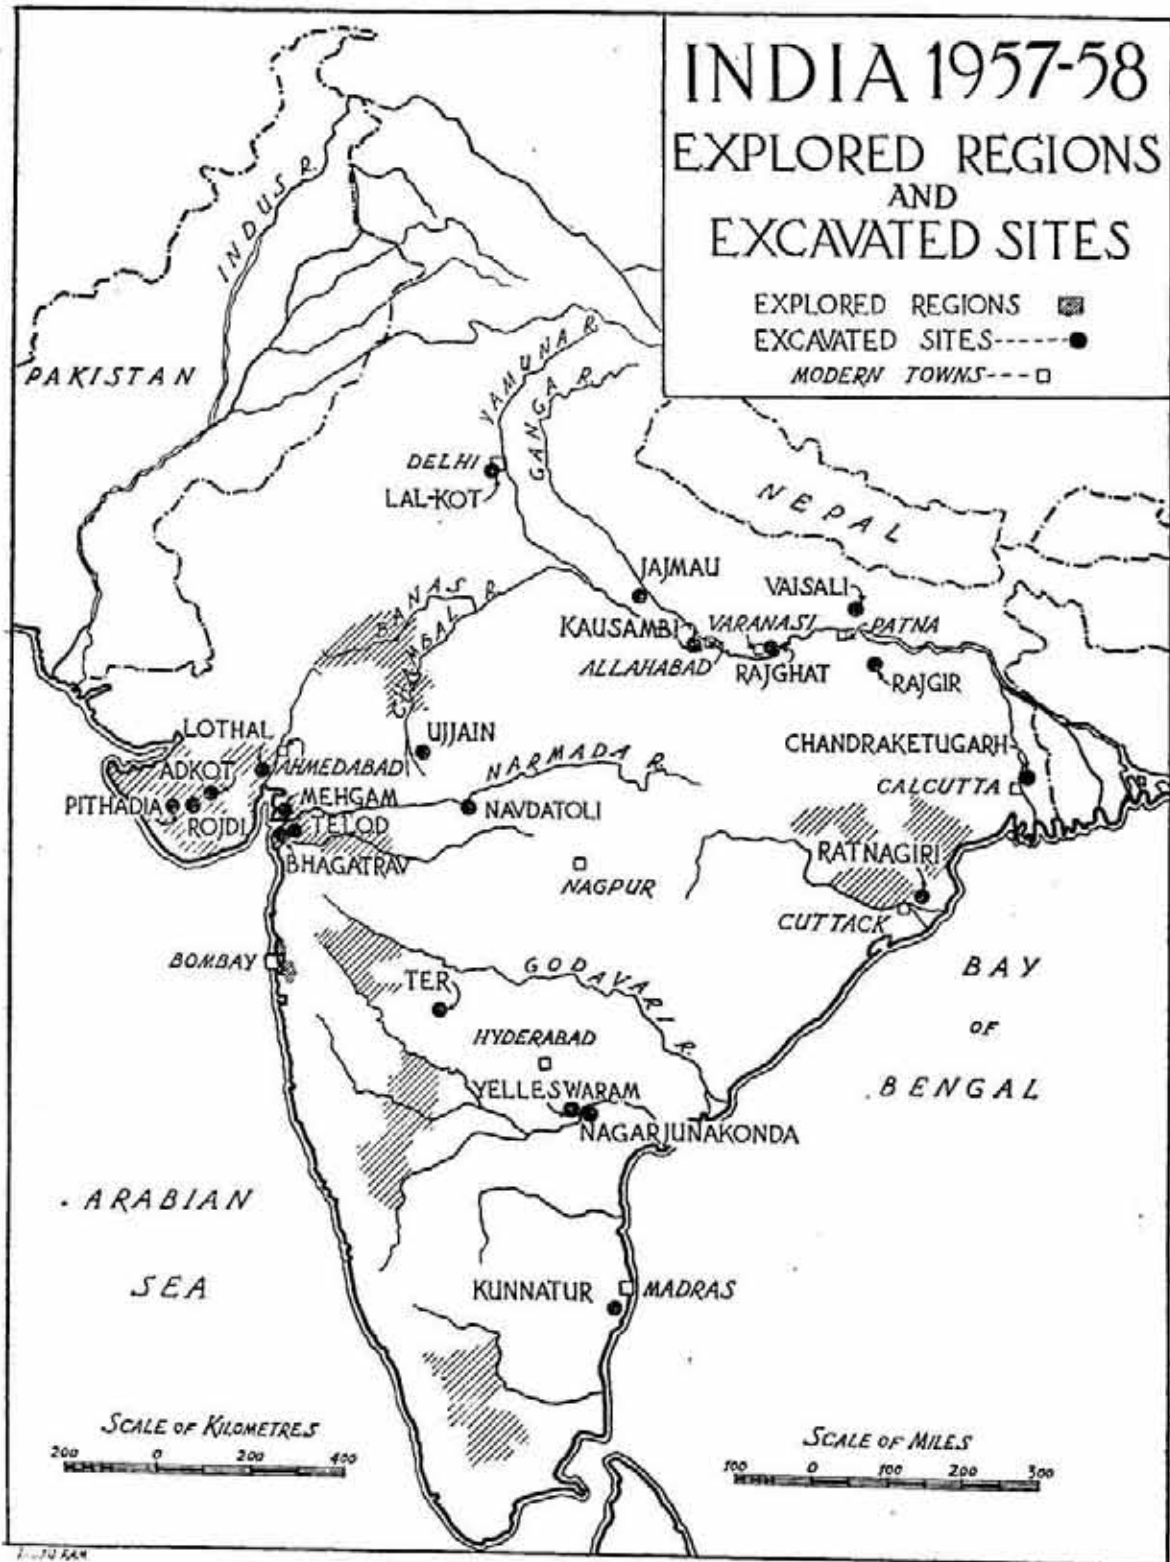 INDIA 1957-58
EXPLORED REGIONS
AND
EXCAVATED SITES
EXPLORED REGIONS
EXCAVATED SITES
MODERN TOWNS
INDUS R.
PAKISTAN
YAMUNA R.
GANGA R.
DELHI
LAL-KOT
NEPAL
JAJMAU
VAISALI
BANAS
CHAMBAL R.
KAUSAMBI
VARANASI
PATNA
ALLAHABAD
RAJGHAT
RAJGIR
LOTHAL
UJJAIN
CHANDRAKETUGARH
ADKOT
AHMEDABAD
NARMADA R.
CALCUTTA
PITHADIA
ROJDI
MEHGAM
NAVDATOLI
TELOD
BHAGATRAV
RATNAGIRI
NAGPUR
CUTTACK
BOMBAY
GODAVARI R.
BAY
OF
BENGAL
TER
HYDERABAD
YELLESWARAM
NAGARJUNAKONDA
ARABIAN
SEA
KUNNATUR
MADRAS
SCALE OF KILOMETRES
200 0 200 400
SCALE OF MILES
100 0 100 200 300